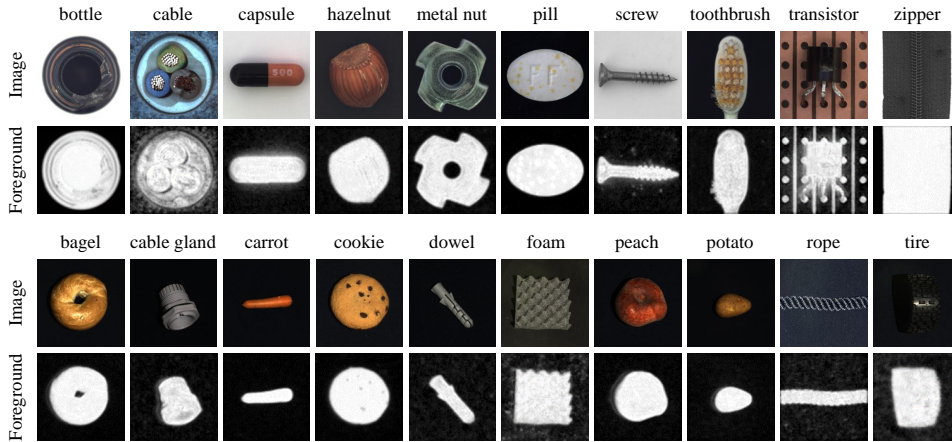 bottle cable capsule hazelnut metal nut pill screw toothbrush transistor zipper
Image
500
FF
Foreground
bagel cable gland carrot cookie dowel foam peach potato rope tire
Image
Foreground